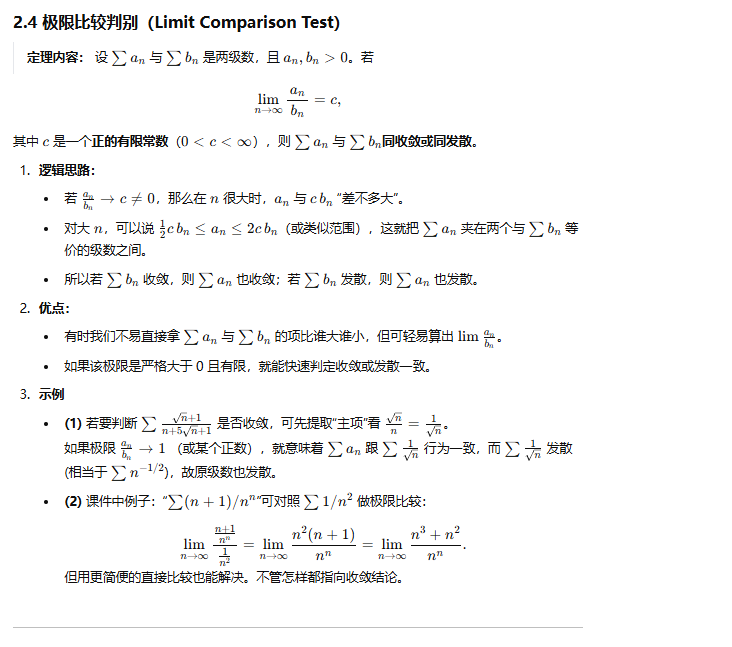 2.4 极限比较判别（Limit Comparison Test）
定理内容： 设 ∑ aₙ 与 ∑ bₙ 是两级数，且 aₙ, bₙ > 0。若
lim_{n→∞} aₙ/bₙ = c,
其中 c 是一个正的有限常数（0 < c < ∞），则 ∑ aₙ 与 ∑ bₙ同收敛或同发散。
1. 逻辑思路：
• 若 aₙ/bₙ → c ≠ 0，那么在 n 很大时，aₙ 与 c bₙ “差不多大”。
• 对大 n，可以说 ½c bₙ ≤ aₙ ≤ 2c bₙ（或类似范围），这就把 ∑ aₙ 夹在两个与 ∑ bₙ 等
价的级数之间。
• 所以若 ∑ bₙ 收敛，则 ∑ aₙ 也收敛；若 ∑ bₙ 发散，则 ∑ aₙ 也发散。
2. 优点：
• 有时我们不易直接拿 ∑ aₙ 与 ∑ bₙ 的项比谁大谁小，但可轻易算出 lim aₙ/bₙ。
• 如果该极限是严格大于 0 且有限，就能快速判定收敛或发散一致。
3. 示例
• (1) 若要判断 ∑ (√n+1)/(n+5√n+1) 是否收敛，可先提取“主项”看 √n/n = 1/√n。
如果极限 aₙ/bₙ → 1 （或某个正数），就意味着 ∑ aₙ 跟 ∑ 1/√n 行为一致，而 ∑ 1/√n 发散
(相当于 ∑ n^{-1/2})，故原级数也发散。
• (2) 课件中例子：“∑(n + 1)/nⁿ”可对照 ∑ 1/n² 做极限比较：
lim_{n→∞} ((n+1)/nⁿ)/(1/n²) = lim_{n→∞} n²(n + 1)/nⁿ = lim_{n→∞} (n³ + n²)/nⁿ.
但用更简便的直接比较也能解决。不管怎样都指向收敛结论。